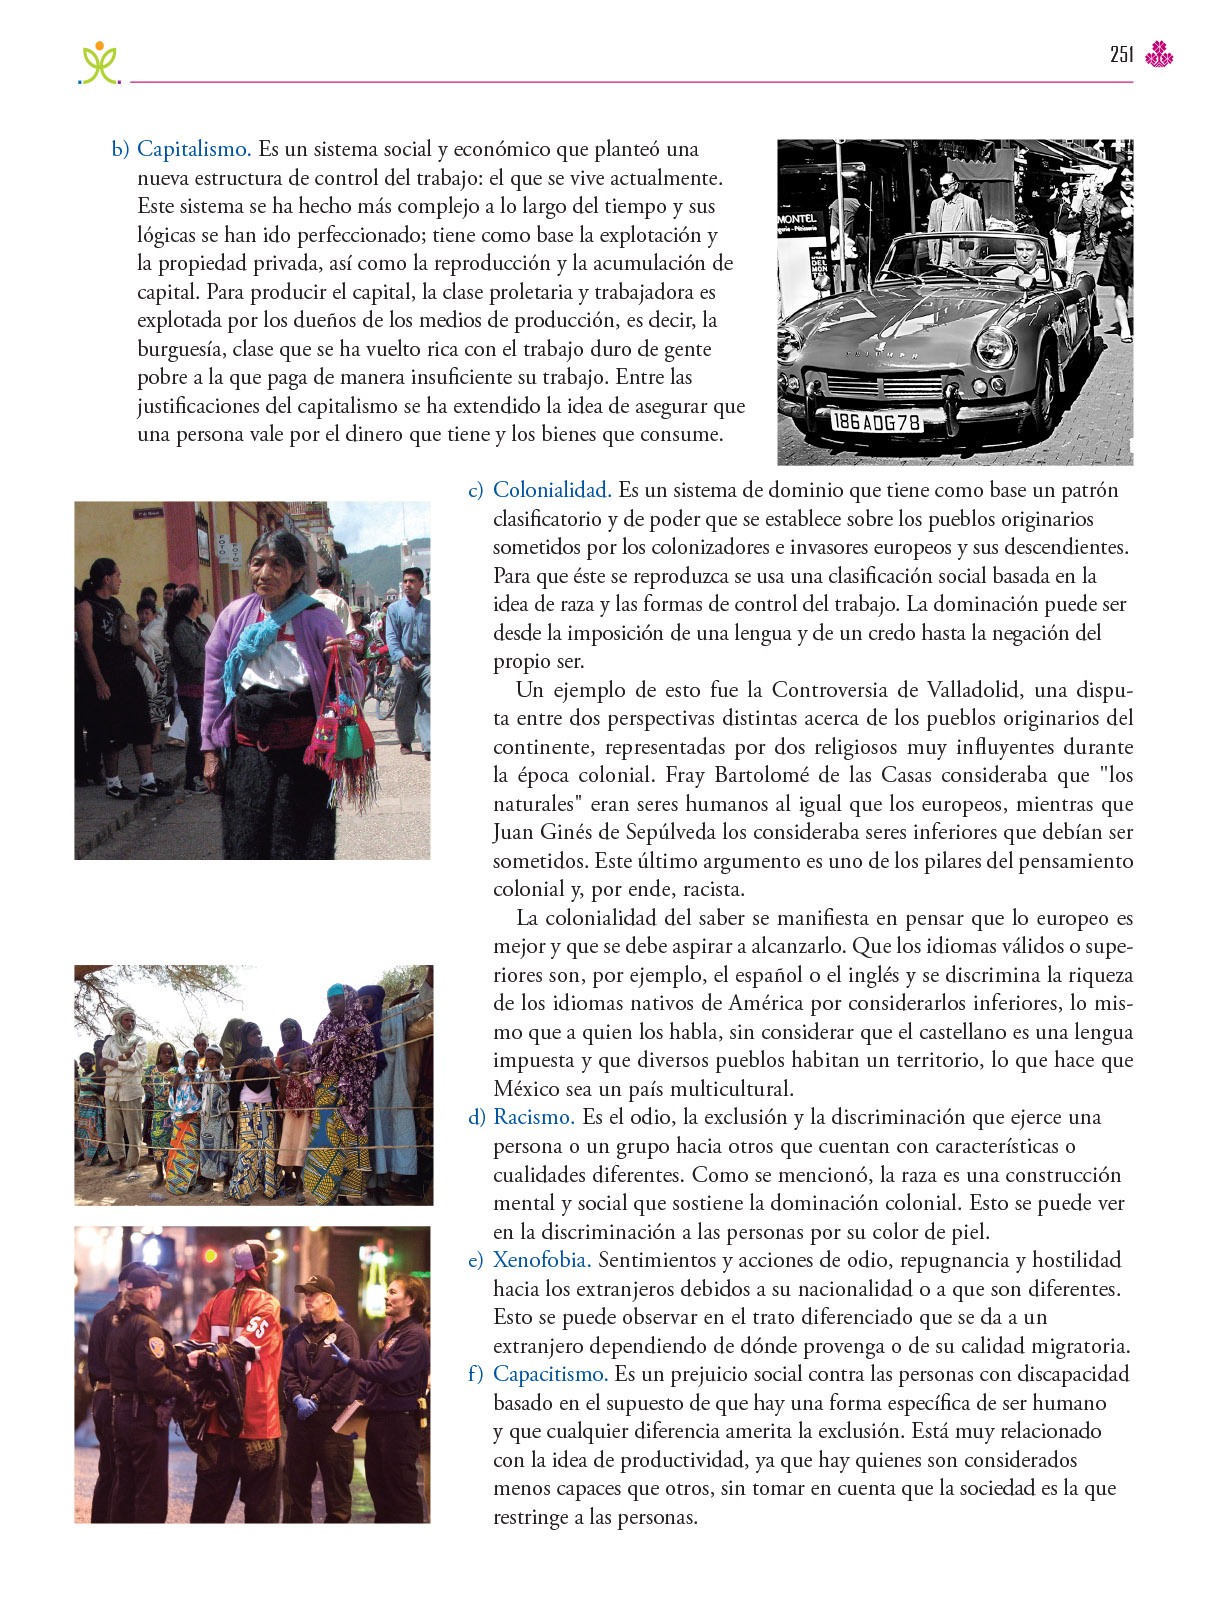 251
b) Capitalismo. Es un sistema social y económico que planteó una
nueva estructura de control del trabajo: el que se vive actualmente.
Este sistema se ha hecho más complejo a lo largo del tiempo y sus
lógicas se han ido perfeccionado; tiene como base la explotación y
la propiedad privada, así como la reproducción y la acumulación de
capital. Para producir el capital, la clase proletaria y trabajadora es
explotada por los dueños de los medios de producción, es decir, la
burguesía, clase que se ha vuelto rica con el trabajo duro de gente
pobre a la que paga de manera insuficiente su trabajo. Entre las
justificaciones del capitalismo se ha extendido la idea de asegurar que
una persona vale por el dinero que tiene y los bienes que consume.
MONTEL
TRIUMPH
186ADG78
c) Colonialidad. Es un sistema de dominio que tiene como base un patrón
clasificatorio y de poder que se establece sobre los pueblos originarios
sometidos por los colonizadores e invasores europeos y sus descendientes.
Para que éste se reproduzca se usa una clasificación social basada en la
idea de raza y las formas de control del trabajo. La dominación puede ser
desde la imposición de una lengua y de un credo hasta la negación del
propio ser.
Un ejemplo de esto fue la Controversia de Valladolid, una dispu-
ta entre dos perspectivas distintas acerca de los pueblos originarios del
continente, representadas por dos religiosos muy influyentes durante
la época colonial. Fray Bartolomé de las Casas consideraba que "los
naturales" eran seres humanos al igual que los europeos, mientras que
Juan Ginés de Sepúlveda los consideraba seres inferiores que debían ser
sometidos. Este último argumento es uno de los pilares del pensamiento
colonial y, por ende, racista.
La colonialidad del saber se manifiesta en pensar que lo europeo es
mejor y que se debe aspirar a alcanzarlo. Que los idiomas válidos o supe-
riores son, por ejemplo, el español o el inglés y se discrimina la riqueza
de los idiomas nativos de América por considerarlos inferiores, lo mis-
mo que a quien los habla, sin considerar que el castellano es una lengua
impuesta y que diversos pueblos habitan un territorio, lo que hace que
México sea un país multicultural.
d) Racismo. Es el odio, la exclusión y la discriminación que ejerce una
persona o un grupo hacia otros que cuentan con características o
cualidades diferentes. Como se mencionó, la raza es una construcción
mental y social que sostiene la dominación colonial. Esto se puede ver
en la discriminación a las personas por su color de piel.
e) Xenofobia. Sentimientos y acciones de odio, repugnancia y hostilidad
hacia los extranjeros debidos a su nacionalidad o a que son diferentes.
Esto se puede observar en el trato diferenciado que se da a un
extranjero dependiendo de dónde provenga o de su calidad migratoria.
f) Capacitismo. Es un prejuicio social contra las personas con discapacidad
basado en el supuesto de que hay una forma específica de ser humano
y que cualquier diferencia amerita la exclusión. Está muy relacionado
con la idea de productividad, ya que hay quienes son considerados
menos capaces que otros, sin tomar en cuenta que la sociedad es la que
restringe a las personas.
FOTO
FOTO
55